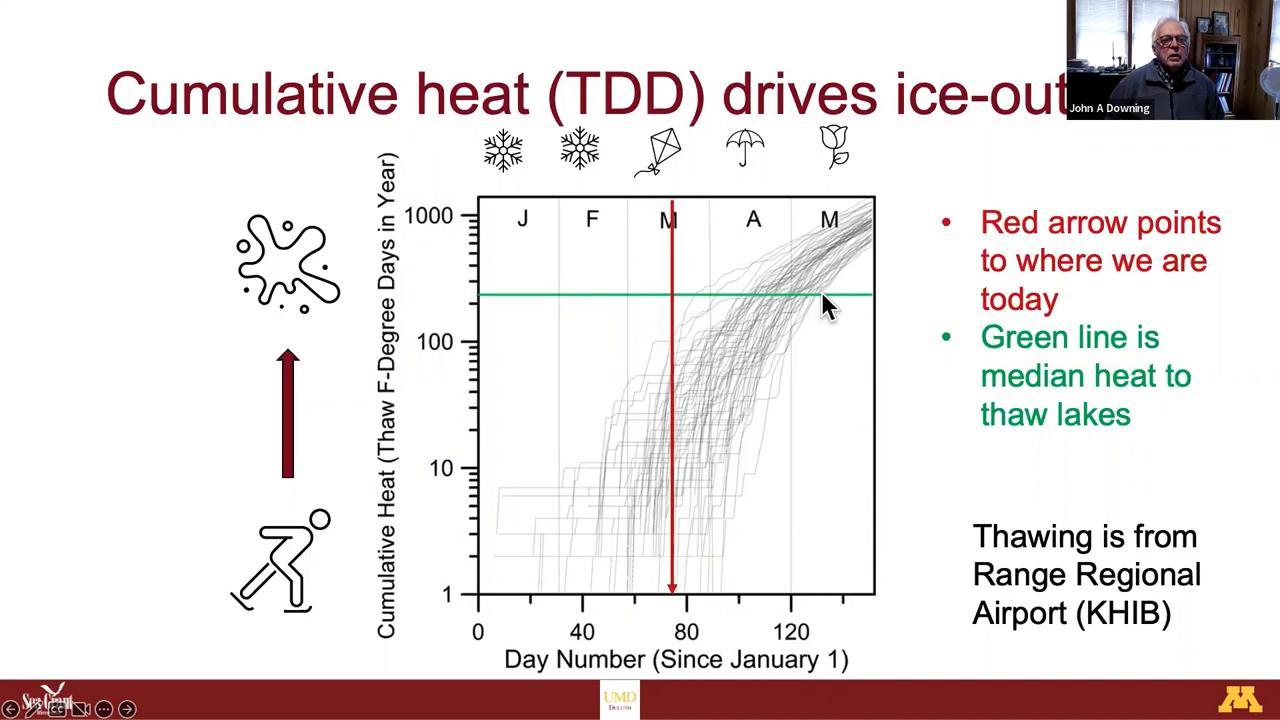 Cumulative heat (TDD) drives ice-out
John A Downing
Cumulative Heat (Thaw F-Degree Days in Year)
1000
100
10
1
J F M A M
0 40 80 120
Day Number (Since January 1)
• Red arrow points
to where we are
today
• Green line is
median heat to
thaw lakes
Thawing is from
Range Regional
Airport (KHIB)
UMD
DULUTH
M